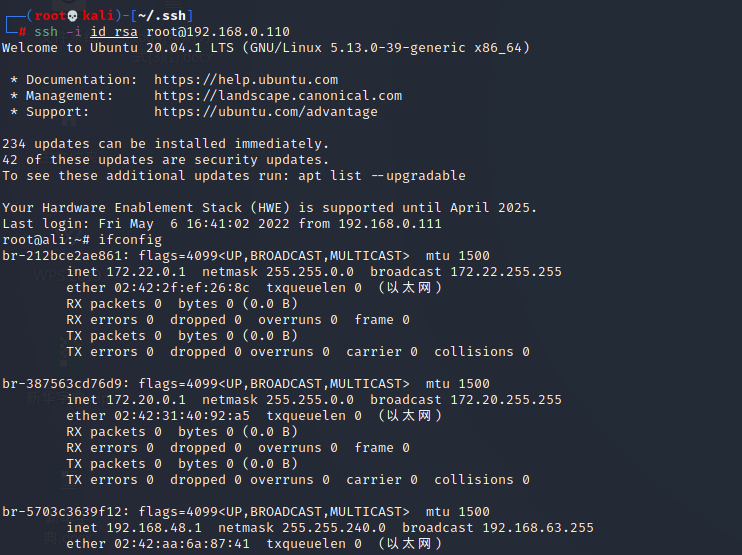 ┌──(root💀kali)-[~/.ssh]
└─# ssh -i id_rsa root@192.168.0.110
Welcome to Ubuntu 20.04.1 LTS (GNU/Linux 5.13.0-39-generic x86_64)
* Documentation:  https://help.ubuntu.com
* Management:     https://landscape.canonical.com
* Support:        https://ubuntu.com/advantage
234 updates can be installed immediately.
42 of these updates are security updates.
To see these additional updates run: apt list --upgradable
Your Hardware Enablement Stack (HWE) is supported until April 2025.
Last login: Fri May  6 16:41:02 2022 from 192.168.0.111
root@ali:~# ifconfig
br-212bce2ae861: flags=4099<UP,BROADCAST,MULTICAST>  mtu 1500
inet 172.22.0.1  netmask 255.255.0.0  broadcast 172.22.255.255
ether 02:42:2f:ef:26:8c  txqueuelen 0  (以太网)
RX packets 0  bytes 0 (0.0 B)
RX errors 0  dropped 0  overruns 0  frame 0
TX packets 0  bytes 0 (0.0 B)
TX errors 0  dropped 0 overruns 0  carrier 0  collisions 0
br-387563cd76d9: flags=4099<UP,BROADCAST,MULTICAST>  mtu 1500
inet 172.20.0.1  netmask 255.255.0.0  broadcast 172.20.255.255
ether 02:42:31:40:92:a5  txqueuelen 0  (以太网)
RX packets 0  bytes 0 (0.0 B)
RX errors 0  dropped 0  overruns 0  frame 0
TX packets 0  bytes 0 (0.0 B)
TX errors 0  dropped 0 overruns 0  carrier 0  collisions 0
br-5703c3639f12: flags=4099<UP,BROADCAST,MULTICAST>  mtu 1500
inet 192.168.48.1  netmask 255.255.240.0  broadcast 192.168.63.255
ether 02:42:aa:6a:87:41  txqueuelen 0  (以太网)